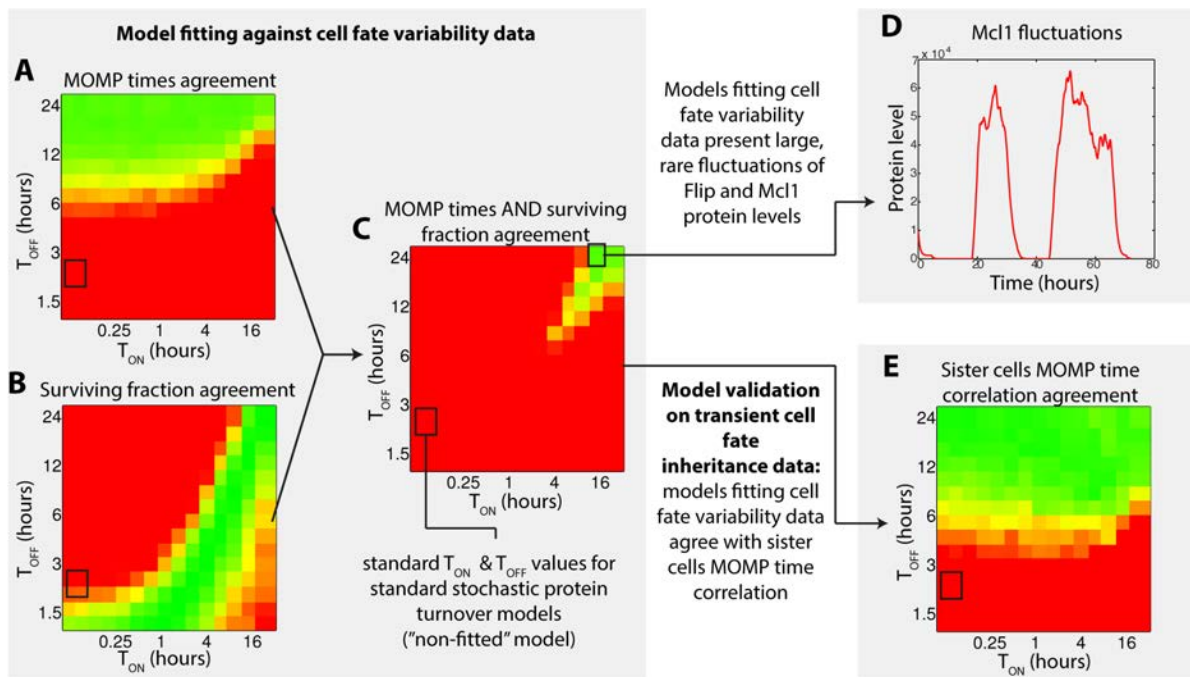 Model fitting against cell fate variability data
A
MOMP times agreement
24
12
6
3
1.5
T_OFF (hours)
0.25 1 4 16
T_ON (hours)
B
Surviving fraction agreement
24
12
6
3
1.5
T_OFF (hours)
0.25 1 4 16
T_ON (hours)
C
MOMP times AND surviving
fraction agreement
24
12
6
3
1.5
T_OFF (hours)
0.25 1 4 16
T_ON (hours)
standard T_ON & T_OFF values for
standard stochastic protein
turnover models
("non-fitted" model)
Models fitting cell
fate variability
data present large,
rare fluctuations of
Flip and Mcl1
protein levels
Model validation
on transient cell
fate
inheritance data:
models fitting cell
fate variability data
agree with sister
cells MOMP time
correlation
D
Mcl1 fluctuations
x 10^4
7
6
5
4
3
2
1
0
Protein level
0 20 40 60 80
Time (hours)
E
Sister cells MOMP time
correlation agreement
24
12
6
3
1.5
T_OFF (hours)
0.25 1 4 16
T_ON (hours)